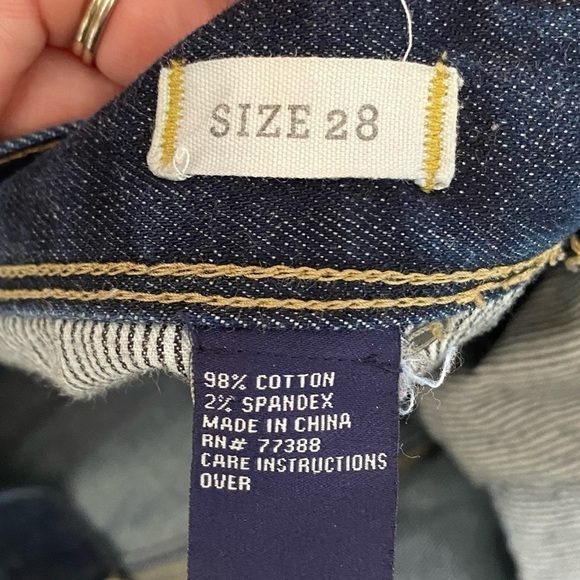 SIZE 28
98% COTTON
2% SPANDEX
MADE IN CHINA
RN# 77388
CARE INSTRUCTIONS
OVER